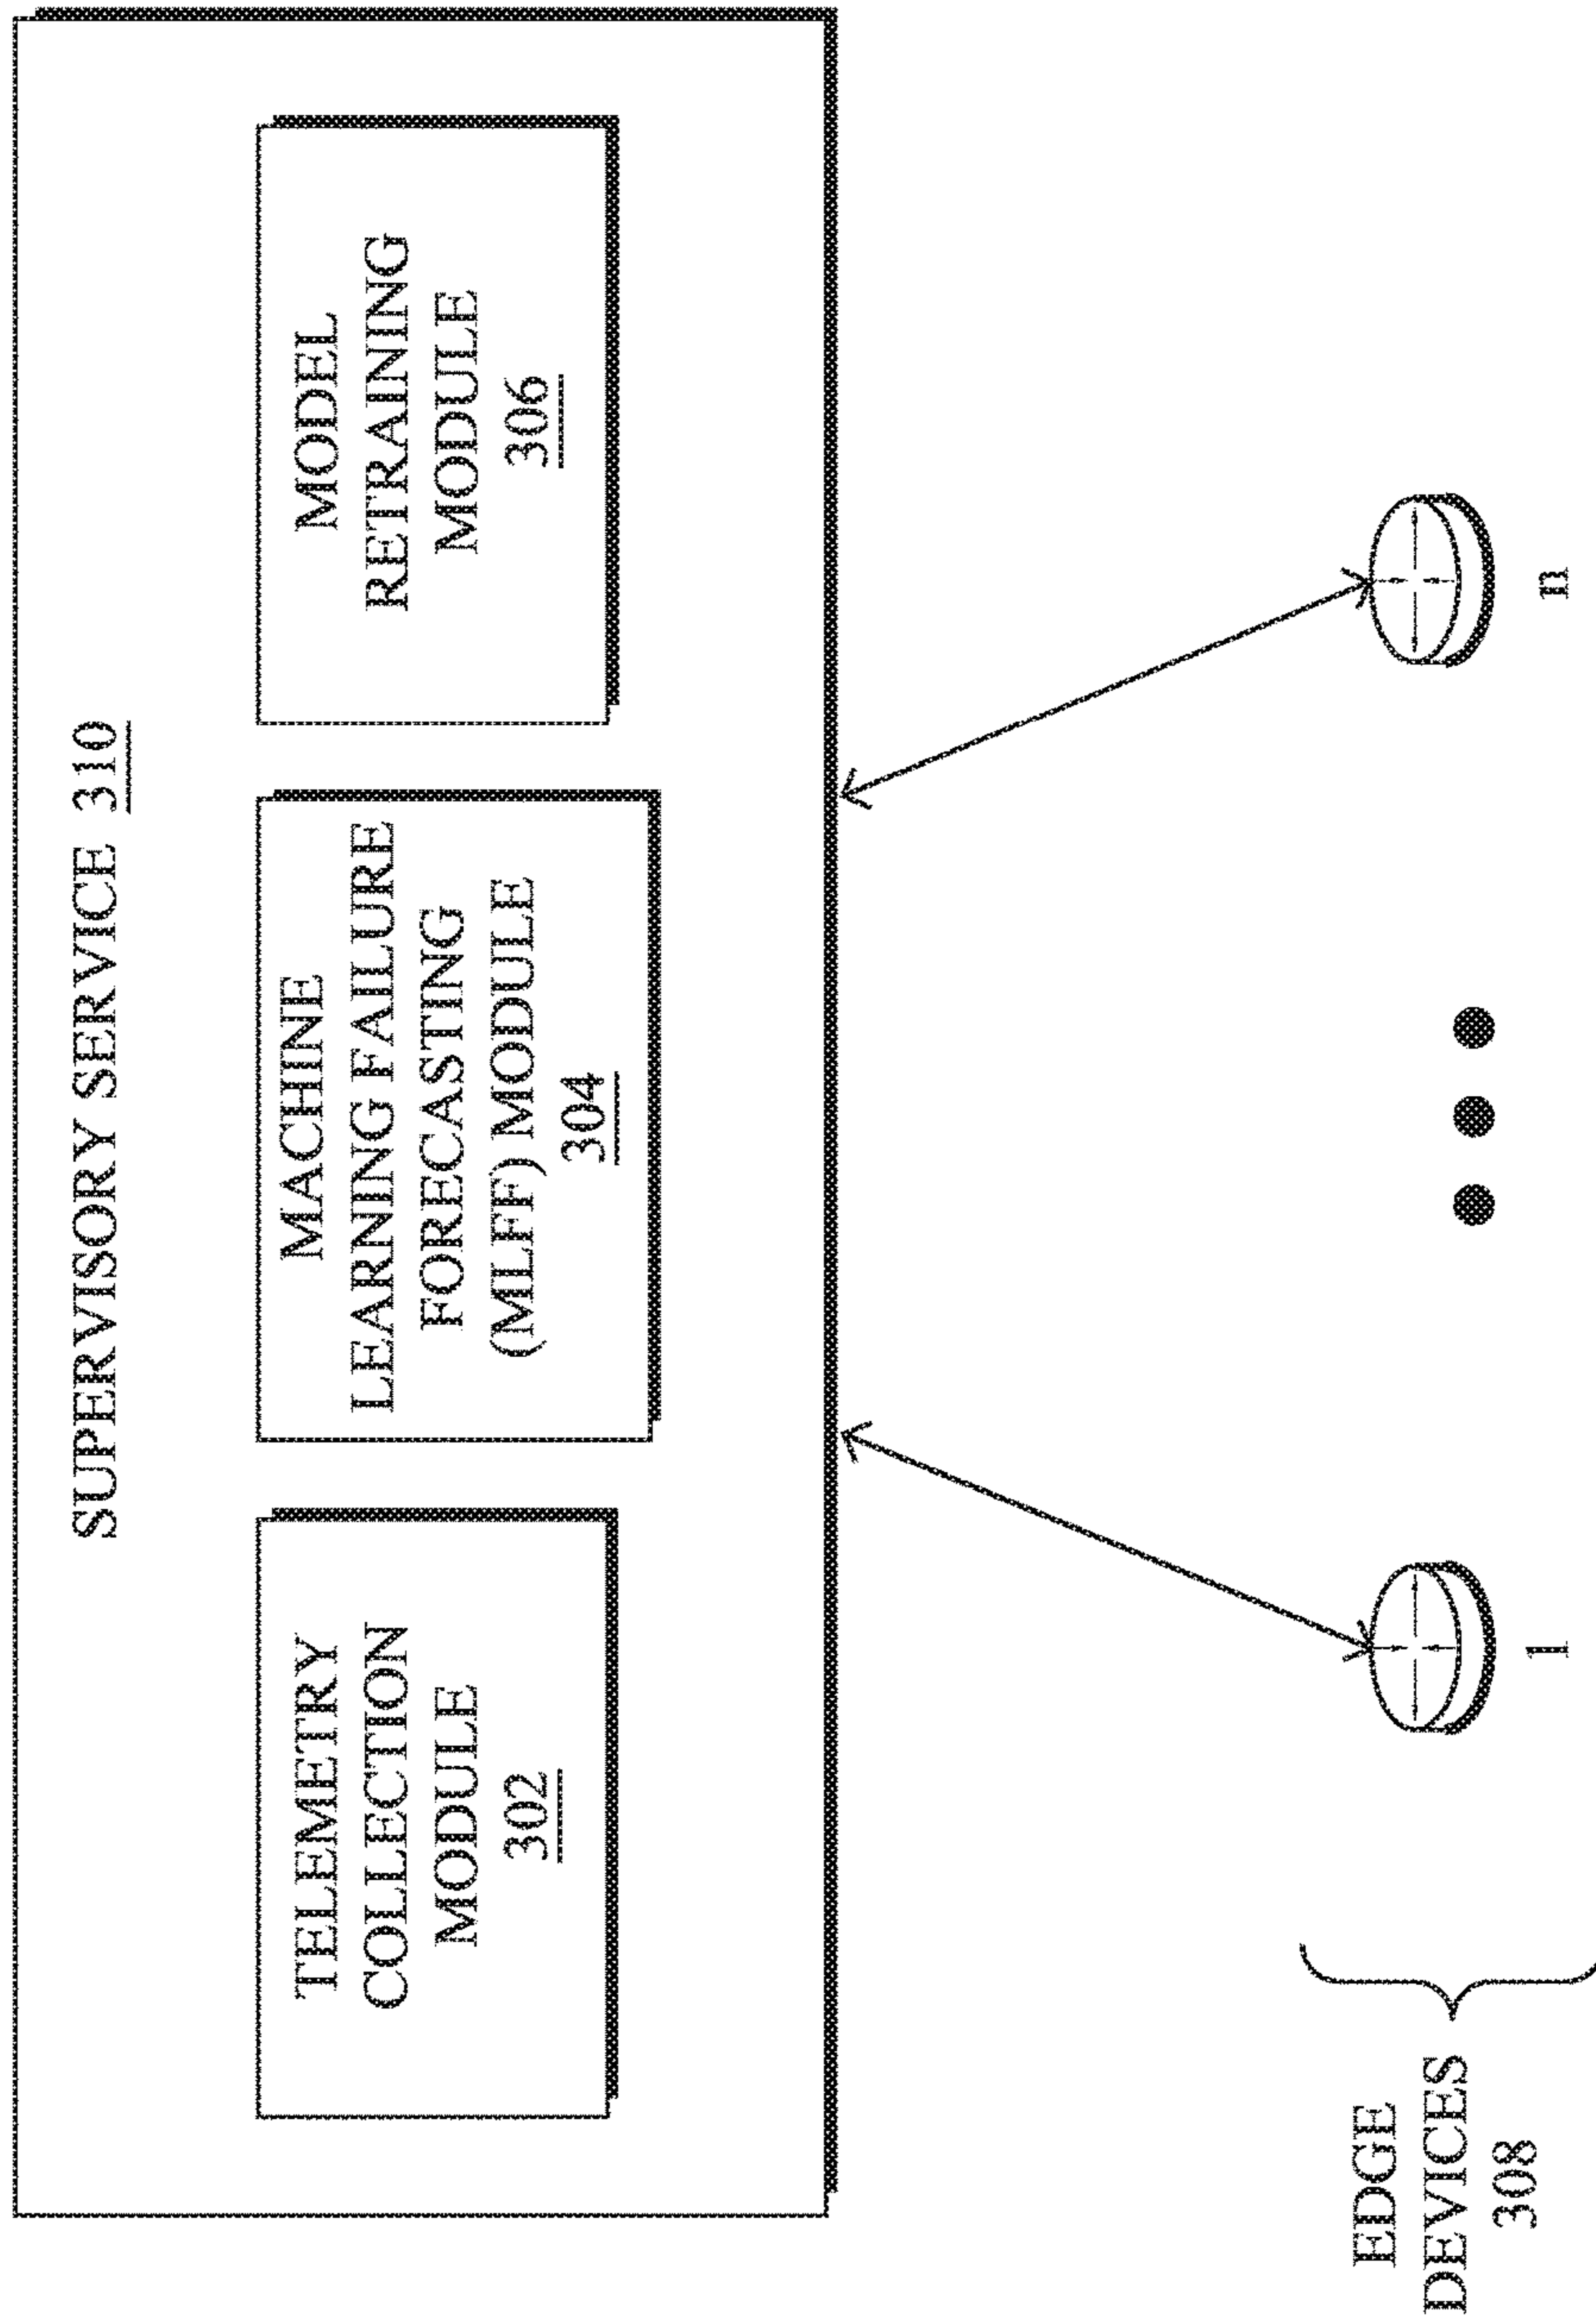 SUPERVISORY SERVICE 310
TELEMETRY
COLLECTION
MODULE
302
MACHINE
LEARNING FAILURE
FORECASTING
(MLFF) MODULE
304
MODEL
RETRAINING
MODULE
306
EDGE
DEVICES
308
1
n